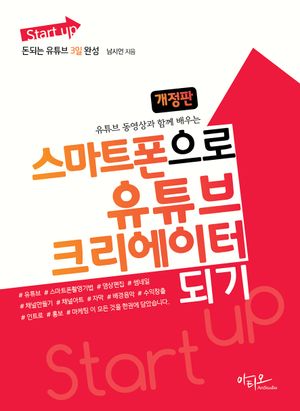 Start up
돈되는 유튜브 3일 완성 남시언 지음
개정판
유튜브 동영상과 함께 배우는
스마트폰으로
유튜브
크리에이터
되기
# 유튜브 # 스마트폰촬영기법 # 영상편집 # 썸네일
# 채널만들기 # 채널아트 # 자막 # 배경음악 # 수익창출
# 인트로 # 홍보 # 마케팅 이 모든 것을 한권에 담았습니다.
Start up
아티오
ArtStudio